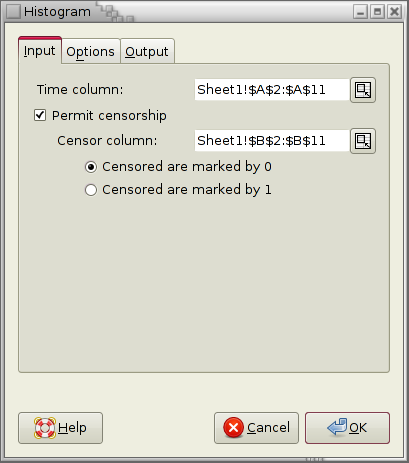 Histogram
Input Options Output
Time column: Sheet1!$A$2:$A$11
Permit censorship
Censor column: Sheet1!$B$2:$B$11
Censored are marked by 0
Censored are marked by 1
Help Cancel OK